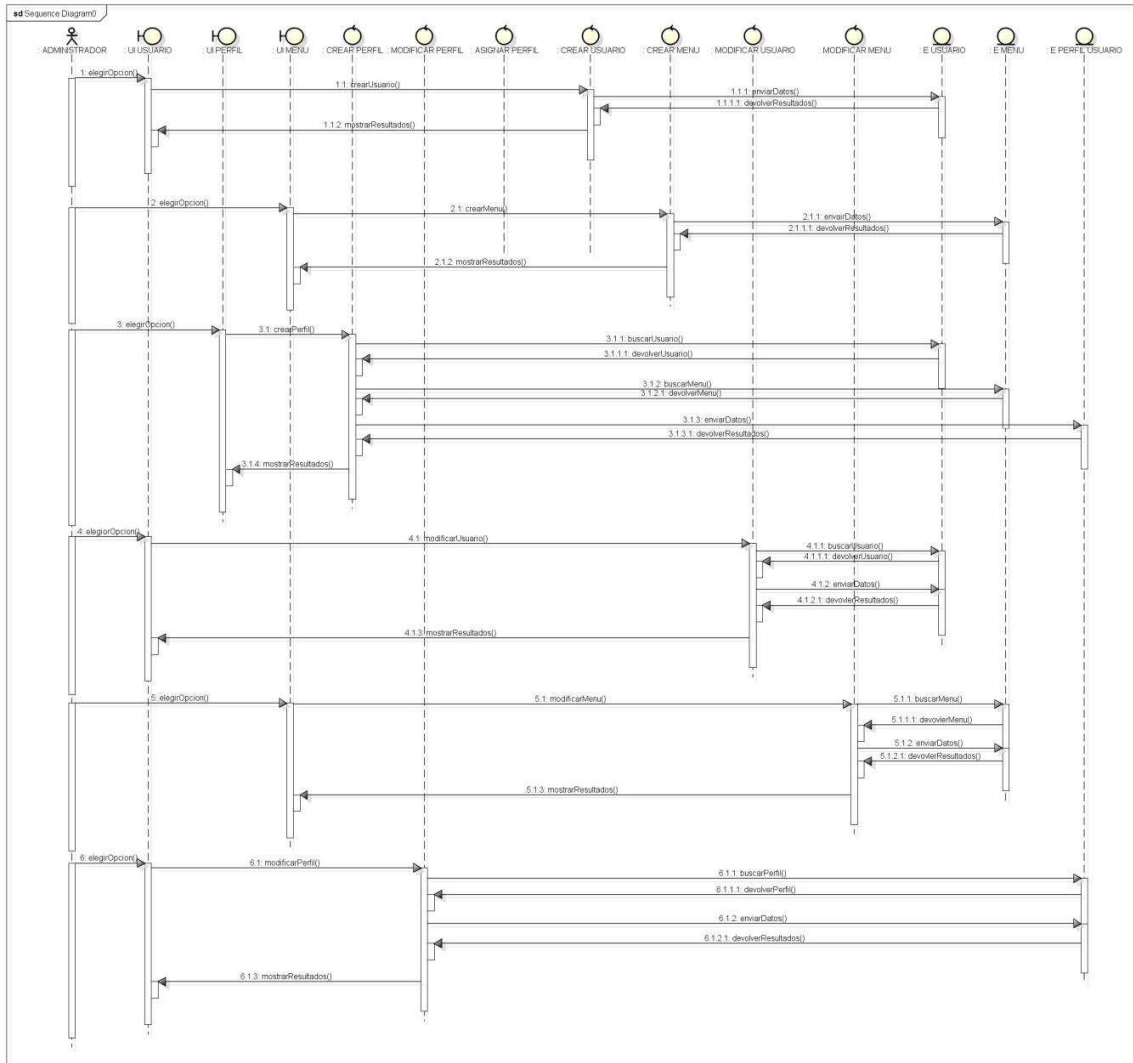 sd Sequence Diagram0
: ADMINISTRADOR
: UI USUARIO
: UI PERFIL
: UI MENU
: CREAR PERFIL
: MODIFICAR PERFIL
: ASIGNAR PERFIL
: CREAR USUARIO
: CREAR MENU
: MODIFICAR USUARIO
: MODIFICAR MENU
: E USUARIO
: E MENU
: E PERFIL USUARIO
1: elegirOpcion()
1.1: crearUsuario()
1.1.1: enviarDatos()
1.1.1.1: devolverResultados()
1.1.2: mostrarResultados()
2: elegirOpcion()
2.1: crearMenu()
2.1.1: envairDatos()
2.1.1.1: devolverResultados()
2.1.2: mostrarResultados()
3: elegirOpcion()
3.1: crearPerfil()
3.1.1: buscarUsuario()
3.1.1.1: devolverUsuario()
3.1.2: buscarMenu()
3.1.2.1: devolverMenu()
3.1.3: enviarDatos()
3.1.3.1: devolverResultados()
3.1.4: mostrarResultados()
4: elegiorOpcion()
4.1: modificarUsuario()
4.1.1: buscarUsuario()
4.1.1.1: devolverUsuario()
4.1.2: enviarDatos()
4.1.2.1: devovlerResultados()
4.1.3: mostrarResultados()
5: elegirOpcion()
5.1: modificarMenu()
5.1.1: buscarMenu()
5.1.1.1: devovlerMenu()
5.1.2: enviarDatos()
5.1.2.1: devovlerResultados()
5.1.3: mostrarResultados()
6: elegirOpcion()
6.1: modificarPerfil()
6.1.1: buscarPerfil()
6.1.1.1: devolverPerfil()
6.1.2: enviarDatos()
6.1.2.1: devolverResultados()
6.1.3: mostrarResultados()